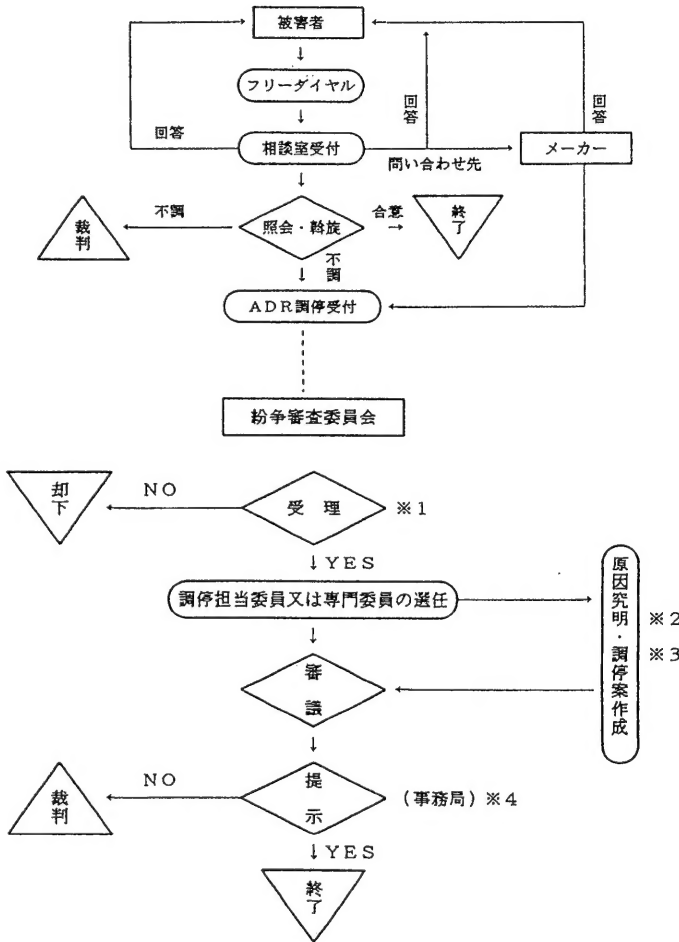 被害者
↓
フリーダイヤル
↓
回答
回答
回答
相談室受付
メーカー
問い合わせ先
↓
裁判
不調
照会・斡旋
合意
→
終了
↓
不調
ADR調停受付
紛争審査委員会
却下
NO
受理
※1
↓YES
調停担当委員又は専門委員の選任
原因究明・調停案作成
※2
※3
↓
審議
↓
裁判
NO
提示
(事務局)※4
↓YES
終了